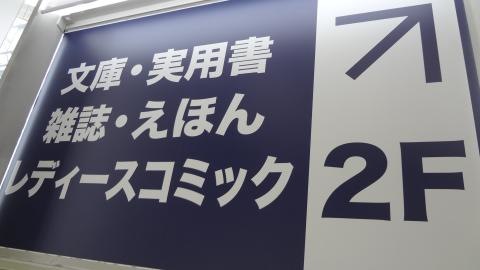 文庫・実用書
雑誌・えほん
レディースコミック
2F